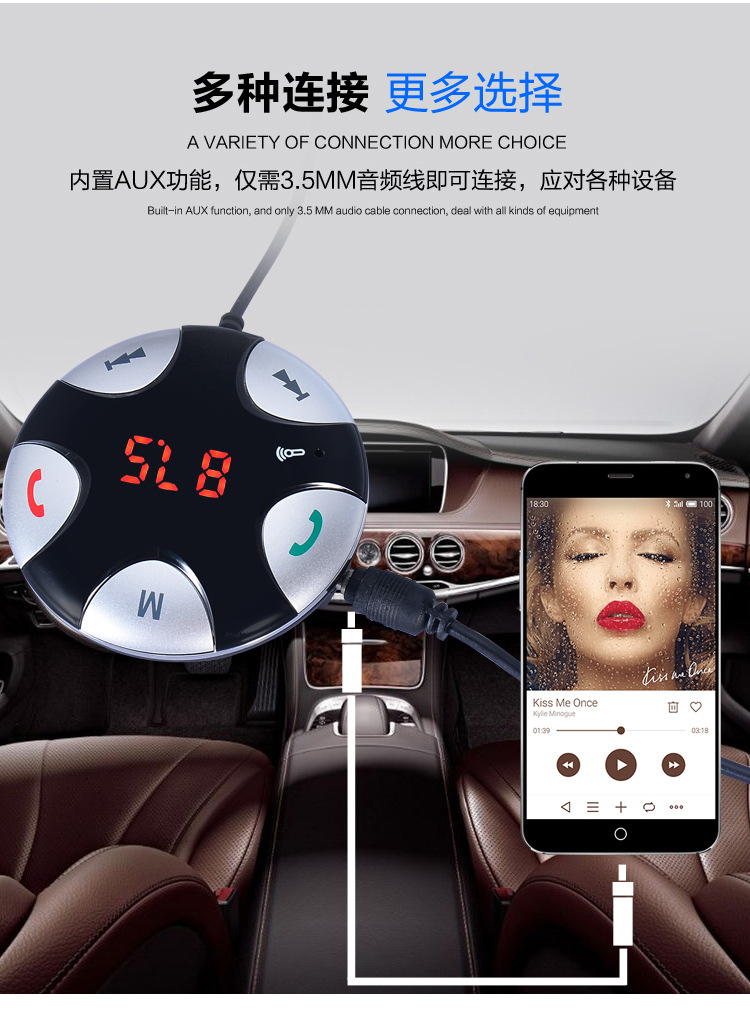 多种连接 更多选择
A VARIETY OF CONNECTION MORE CHOICE
内置AUX功能，仅需3.5MM音频线即可连接，应对各种设备
Built-in AUX function, and only 3.5 MM audio cable connection, deal with all kinds of equipment
SL8
M
18:30
4G 100
Kiss Me Once
Kiss Me Once
Kylie Minogue
01:39
03:18